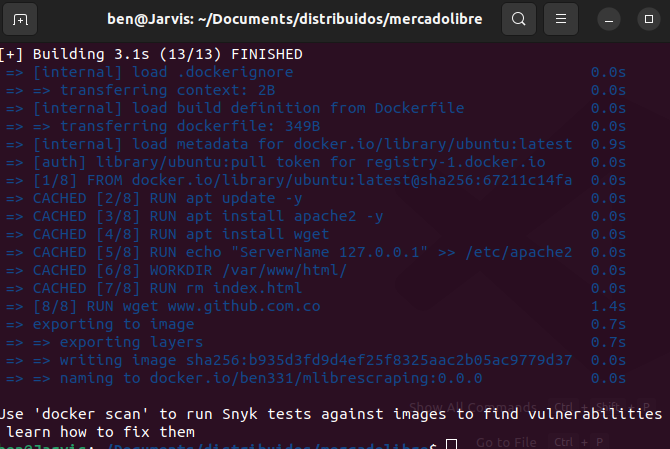 ben@Jarvis: ~/Documents/distribuidos/mercadolibre
[+] Building 3.1s (13/13) FINISHED
=> [internal] load .dockerignore 0.0s
=> => transferring context: 2B 0.0s
=> [internal] load build definition from Dockerfile 0.0s
=> => transferring dockerfile: 349B 0.0s
=> [internal] load metadata for docker.io/library/ubuntu:latest 0.9s
=> [auth] library/ubuntu:pull token for registry-1.docker.io 0.0s
=> [1/8] FROM docker.io/library/ubuntu:latest@sha256:67211c14fa 0.0s
=> CACHED [2/8] RUN apt update -y 0.0s
=> CACHED [3/8] RUN apt install apache2 -y 0.0s
=> CACHED [4/8] RUN apt install wget 0.0s
=> CACHED [5/8] RUN echo "ServerName 127.0.0.1" >> /etc/apache2 0.0s
=> CACHED [6/8] WORKDIR /var/www/html/ 0.0s
=> CACHED [7/8] RUN rm index.html 0.0s
=> [8/8] RUN wget www.github.com.co 1.4s
=> exporting to image 0.7s
=> => exporting layers 0.7s
=> => writing image sha256:b935d3fd9d4ef25f8325aac2b05ac9779d37 0.0s
=> => naming to docker.io/ben331/mlibrescraping:0.0.0 0.0s
Show All Commands Ctrl + Shift + P
Use 'docker scan' to run Snyk tests against images to find vulnerabilities
learn how to fix them
ben@Jarvis:~/Documents/distribuidos/mercadolibre$
Go to File Ctrl + P